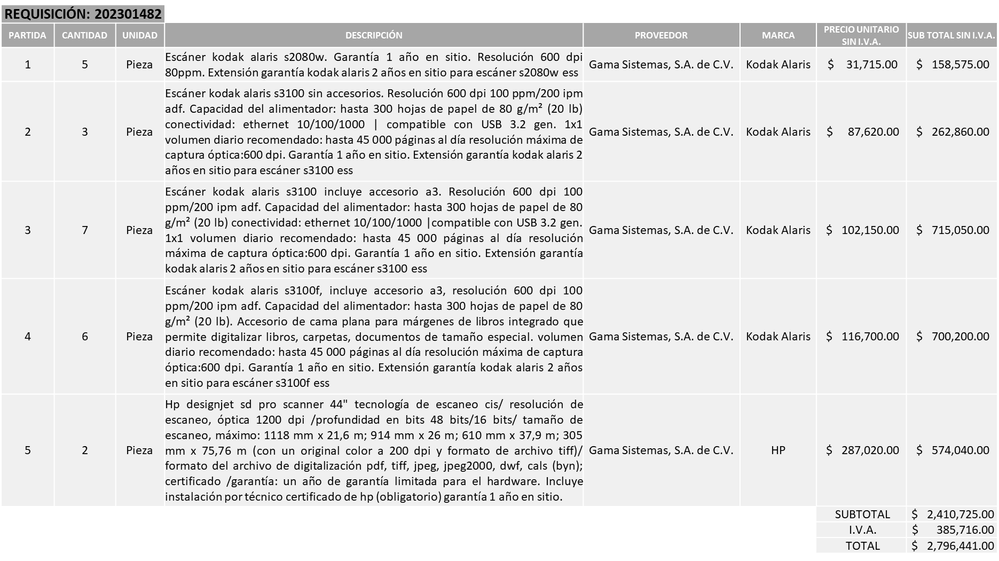 REQUISICIÓN: 202301482
PARTIDA CANTIDAD UNIDAD DESCRIPCIÓN PROVEEDOR MARCA PRECIO UNITARIO SIN I.V.A. SUB TOTAL SIN I.V.A.
1 5 Pieza
Escáner kodak alaris s2080w. Garantía 1 año en sitio. Resolución 600 dpi
80ppm. Extensión garantía kodak alaris 2 años en sitio para escáner s2080w ess
Gama Sistemas, S.A. de C.V. Kodak Alaris $ 31,715.00 $ 158,575.00
2 3 Pieza
Escáner kodak alaris s3100 sin accesorios. Resolución 600 dpi 100 ppm/200 ipm
adf. Capacidad del alimentador: hasta 300 hojas de papel de 80 g/m² (20 lb)
conectividad: ethernet 10/100/1000 | compatible con USB 3.2 gen. 1x1
volumen diario recomendado: hasta 45 000 páginas al día resolución máxima de
captura óptica:600 dpi. Garantía 1 año en sitio. Extensión garantía kodak alaris 2
años en sitio para escáner s3100 ess
Gama Sistemas, S.A. de C.V. Kodak Alaris $ 87,620.00 $ 262,860.00
3 7 Pieza
Escáner kodak alaris s3100 incluye accesorio a3. Resolución 600 dpi 100
ppm/200 ipm adf. Capacidad del alimentador: hasta 300 hojas de papel de 80
g/m² (20 lb) conectividad: ethernet 10/100/1000 |compatible con USB 3.2 gen.
1x1 volumen diario recomendado: hasta 45 000 páginas al día resolución
máxima de captura óptica:600 dpi. Garantía 1 año en sitio. Extensión garantía
kodak alaris 2 años en sitio para escáner s3100 ess
Gama Sistemas, S.A. de C.V. Kodak Alaris $ 102,150.00 $ 715,050.00
4 6 Pieza
Escáner kodak alaris s3100f, incluye accesorio a3, resolución 600 dpi 100
ppm/200 ipm adf. Capacidad del alimentador: hasta 300 hojas de papel de 80
g/m² (20 lb). Accesorio de cama plana para márgenes de libros integrado que
permite digitalizar libros, carpetas, documentos de tamaño especial. volumen
diario recomendado: hasta 45 000 páginas al día resolución máxima de captura
óptica:600 dpi. Garantía 1 año en sitio. Extensión garantía kodak alaris 2 años
en sitio para escáner s3100f ess
Gama Sistemas, S.A. de C.V. Kodak Alaris $ 116,700.00 $ 700,200.00
5 2 Pieza
Hp designjet sd pro scanner 44" tecnología de escaneo cis/ resolución de
escaneo, óptica 1200 dpi /profundidad en bits 48 bits/16 bits/ tamaño de
escaneo, máximo: 1118 mm x 21,6 m; 914 mm x 26 m; 610 mm x 37,9 m; 305
mm x 75,76 m (con un original color a 200 dpi y formato de archivo tiff)/
formato del archivo de digitalización pdf, tiff, jpeg, jpeg2000, dwf, cals (byn);
certificado /garantía: un año de garantía limitada para el hardware. Incluye
instalación por técnico certificado de hp (obligatorio) garantía 1 año en sitio.
Gama Sistemas, S.A. de C.V. HP $ 287,020.00 $ 574,040.00
SUBTOTAL $ 2,410,725.00
I.V.A. $ 385,716.00
TOTAL $ 2,796,441.00